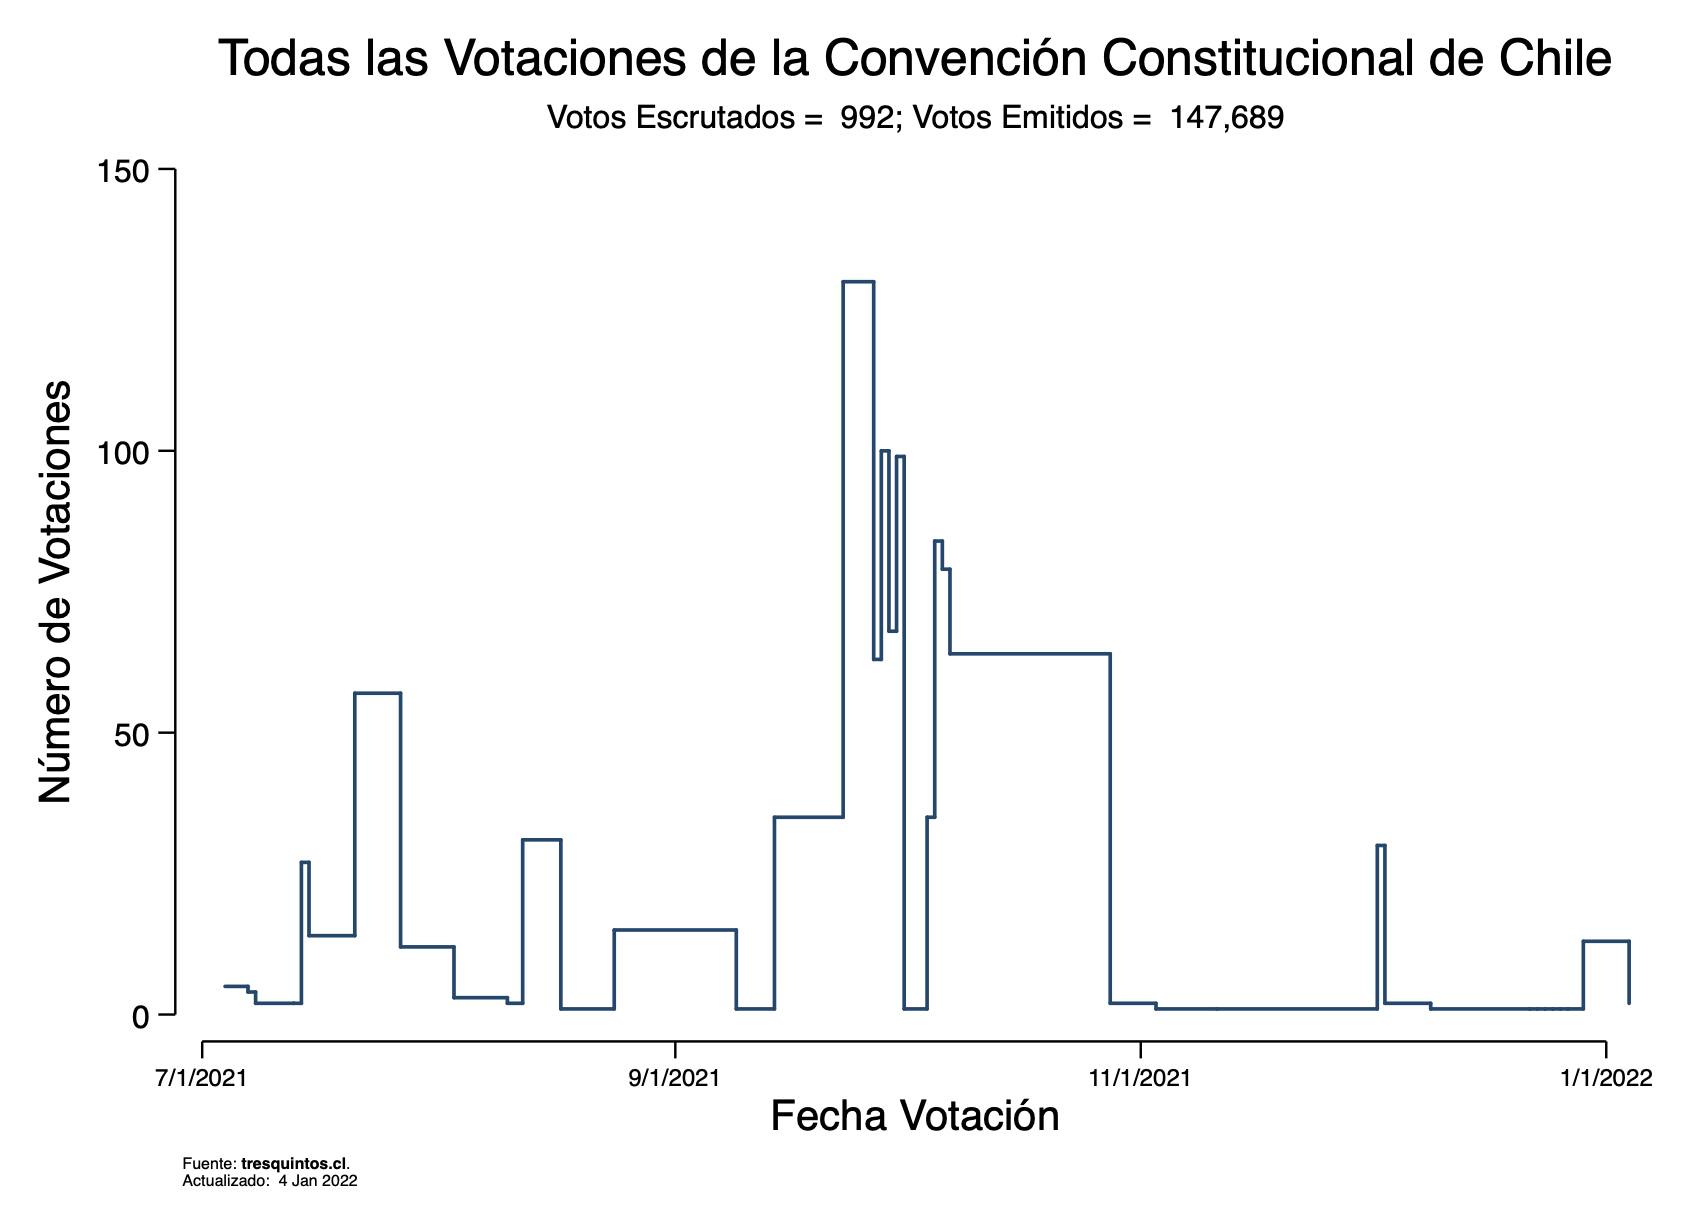 Todas las Votaciones de la Convención Constitucional de Chile
Votos Escrutados = 992; Votos Emitidos = 147,689
Número de Votaciones
150
100
50
0
7/1/2021
9/1/2021
11/1/2021
1/1/2022
Fecha Votación
Fuente: tresquintos.cl.
Actualizado: 4 Jan 2022